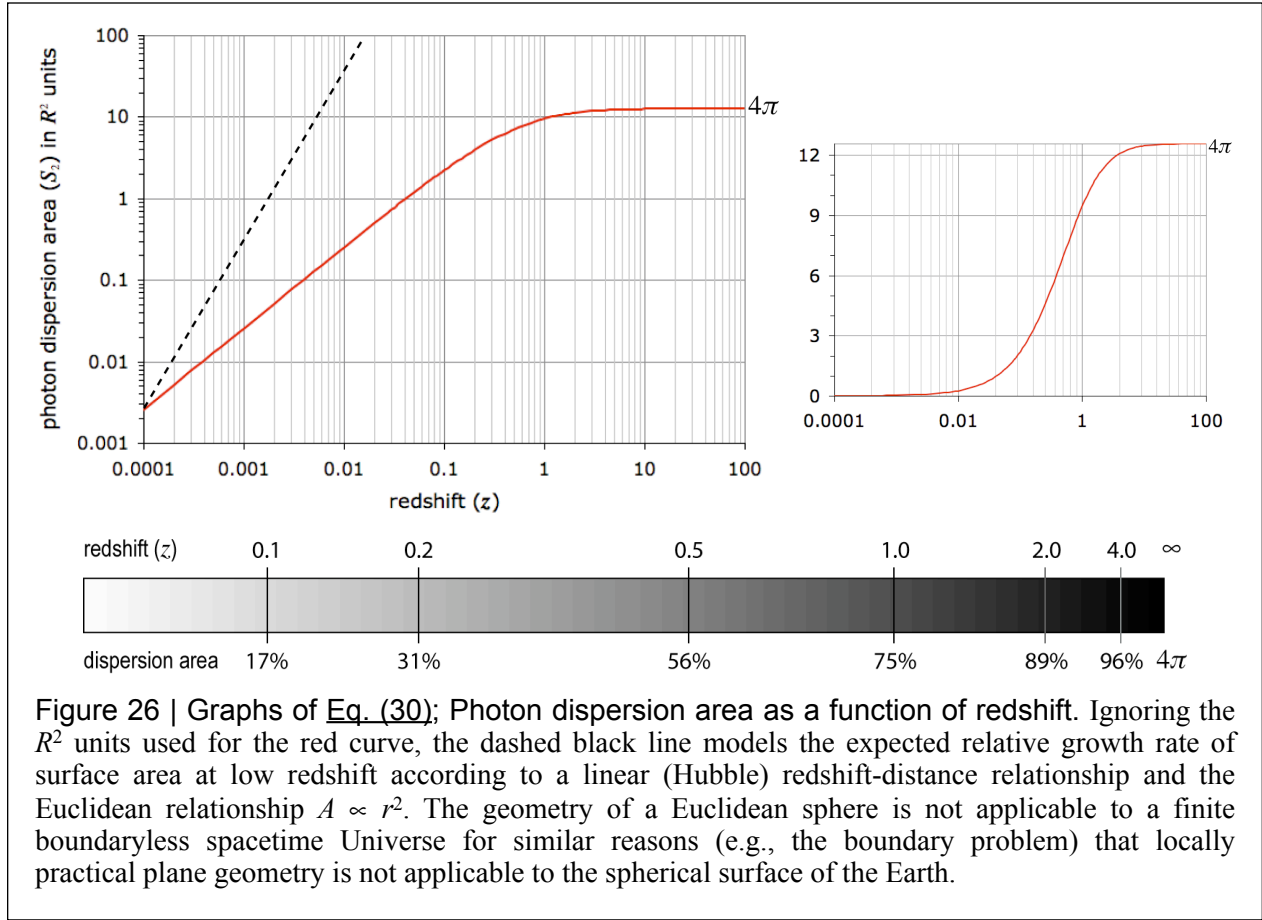 photon dispersion area (S₂) in R² units
100
10
1
0.1
0.01
0.001
4π
0.0001 0.001 0.01 0.1 1 10 100
redshift (z)
12
9
6
3
0
4π
0.0001 0.01 1 100
redshift (z) 0.1 0.2 0.5 1.0 2.0 4.0 ∞
dispersion area 17% 31% 56% 75% 89% 96% 4π
Figure 26 | Graphs of Eq. (30); Photon dispersion area as a function of redshift. Ignoring the
R² units used for the red curve, the dashed black line models the expected relative growth rate of
surface area at low redshift according to a linear (Hubble) redshift-distance relationship and the
Euclidean relationship A ∝ r². The geometry of a Euclidean sphere is not applicable to a finite
boundaryless spacetime Universe for similar reasons (e.g., the boundary problem) that locally
practical plane geometry is not applicable to the spherical surface of the Earth.